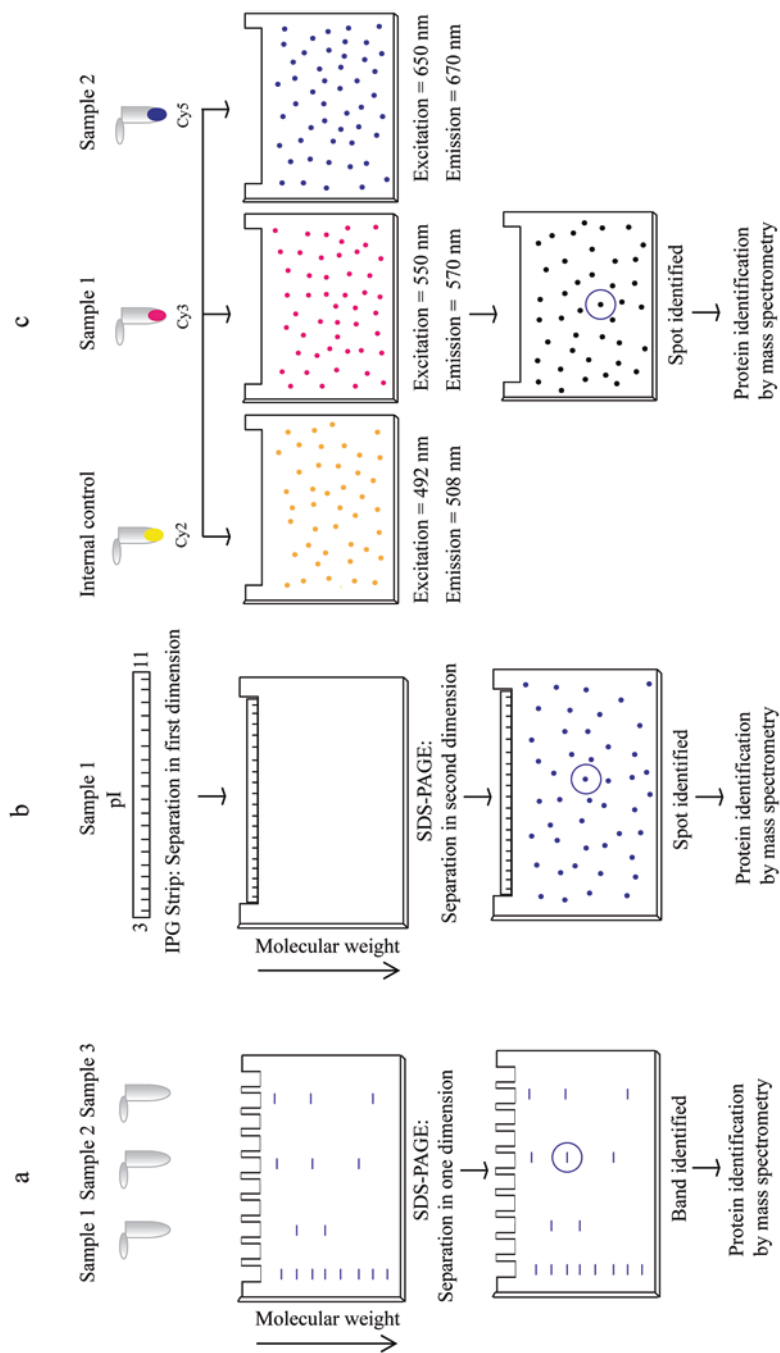 a
Sample 1 Sample 2 Sample 3
Molecular weight
SDS-PAGE:
Separation in one dimension
Band identified
Protein identification
by mass spectrometry
b
Sample 1
pI
3 11
IPG Strip: Separation in first dimension
Molecular weight
SDS-PAGE:
Separation in second dimension
Spot identified
Protein identification
by mass spectrometry
c
Internal control Sample 1 Sample 2
Cy2 Cy3 Cy5
Excitation = 492 nm Excitation = 550 nm Excitation = 650 nm
Emission = 508 nm Emission = 570 nm Emission = 670 nm
Spot identified
Protein identification
by mass spectrometry